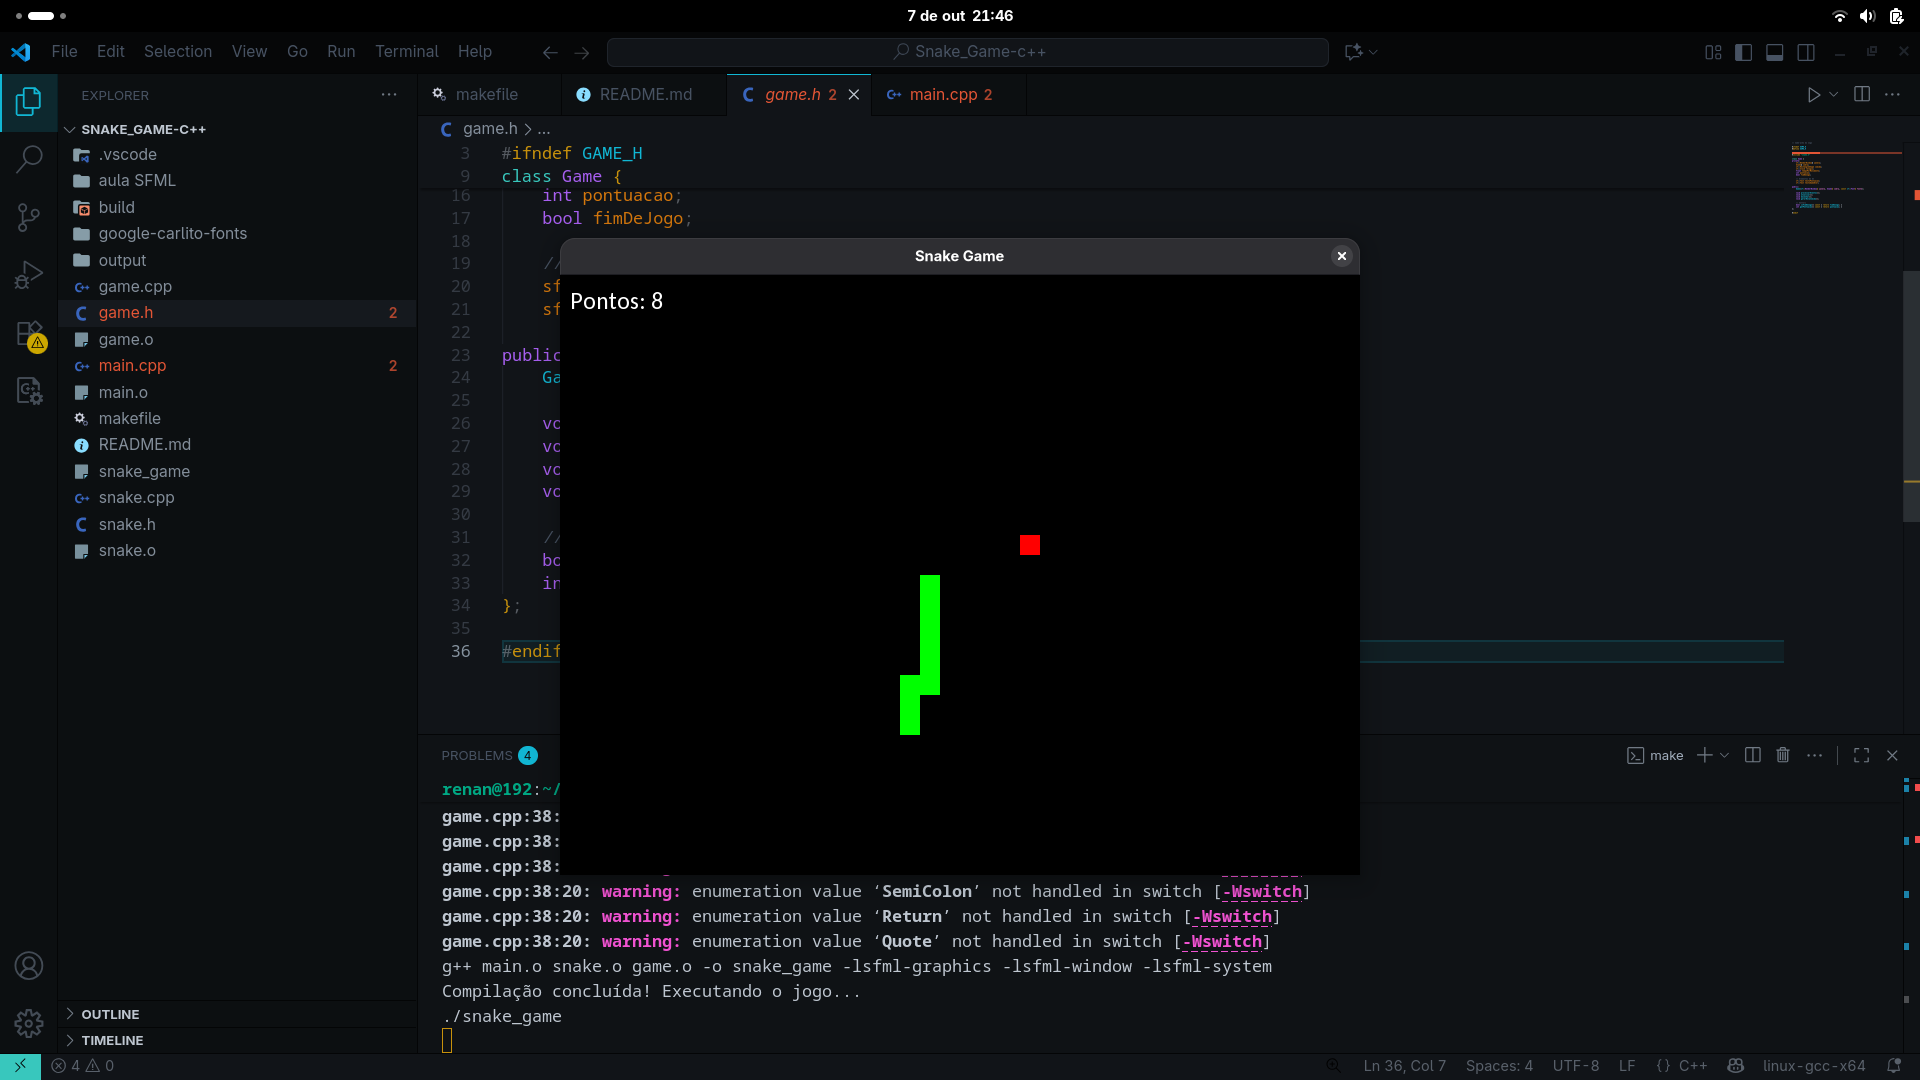 7 de out 21:46
File Edit Selection View Go Run Terminal Help
Snake_Game-c++
EXPLORER
makefile
README.md
game.h 2
main.cpp 2
SNAKE_GAME-C++
.vscode
aula SFML
build
google-carlito-fonts
output
game.cpp
game.h 2
game.o
main.cpp 2
main.o
makefile
README.md
snake_game
snake.cpp
snake.h
snake.o
OUTLINE
TIMELINE
game.h > ...
3 #ifndef GAME_H
9 class Game {
16 int pontuacao;
17 bool fimDeJogo;
18
19 //
20 sf
21 sf
22
23 public
24 Ga
25
26 vo
27 vo
28 vo
29 vo
30
31 //
32 bo
33 in
34 };
35
36 #endif
Snake Game
Pontos: 8
PROBLEMS 4
make
renan@192:~/
game.cpp:38:
game.cpp:38:
game.cpp:38:
game.cpp:38:20: warning: enumeration value ‘SemiColon’ not handled in switch [-Wswitch]
game.cpp:38:20: warning: enumeration value ‘Return’ not handled in switch [-Wswitch]
game.cpp:38:20: warning: enumeration value ‘Quote’ not handled in switch [-Wswitch]
g++ main.o snake.o game.o -o snake_game -lsfml-graphics -lsfml-window -lsfml-system
Compilação concluída! Executando o jogo...
./snake_game
4 0
Ln 36, Col 7 Spaces: 4 UTF-8 LF {} C++ linux-gcc-x64